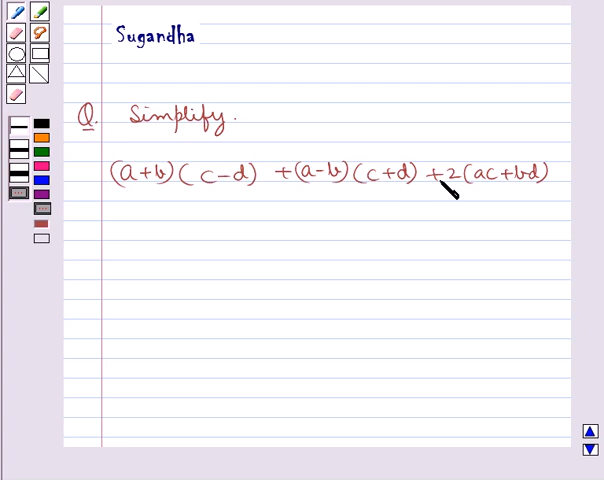 Sugandha
Q. Simplify.
(a+b)(c-d) +(a-b)(c+d) +2(ac+bd)